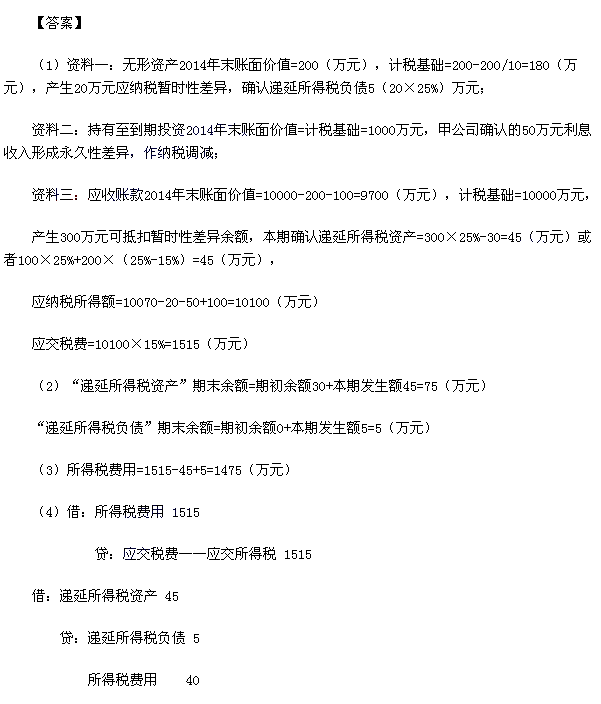 【答案】
（1）资料一：无形资产2014年末账面价值=200（万元），计税基础=200-200/10=180（万
元），产生20万元应纳税暂时性差异，确认递延所得税负债5（20×25%）万元；
资料二：持有至到期投资2014年末账面价值=计税基础=1000万元，甲公司确认的50万元利息
收入形成永久性差异，作纳税调减；
资料三：应收账款2014年末账面价值=10000-200-100=9700（万元），计税基础=10000万元，
产生300万元可抵扣暂时性差异余额，本期确认递延所得税资产=300×25%-30=45（万元）或
者100×25%+200×（25%-15%）=45（万元），
应纳税所得额=10070-20-50+100=10100（万元）
应交税费=10100×15%=1515（万元）
（2）“递延所得税资产”期末余额=期初余额30+本期发生额45=75（万元）
“递延所得税负债”期末余额=期初余额0+本期发生额5=5（万元）
（3）所得税费用=1515-45+5=1475（万元）
（4）借：所得税费用 1515
贷：应交税费——应交所得税 1515
借：递延所得税资产 45
贷：递延所得税负债 5
所得税费用 40